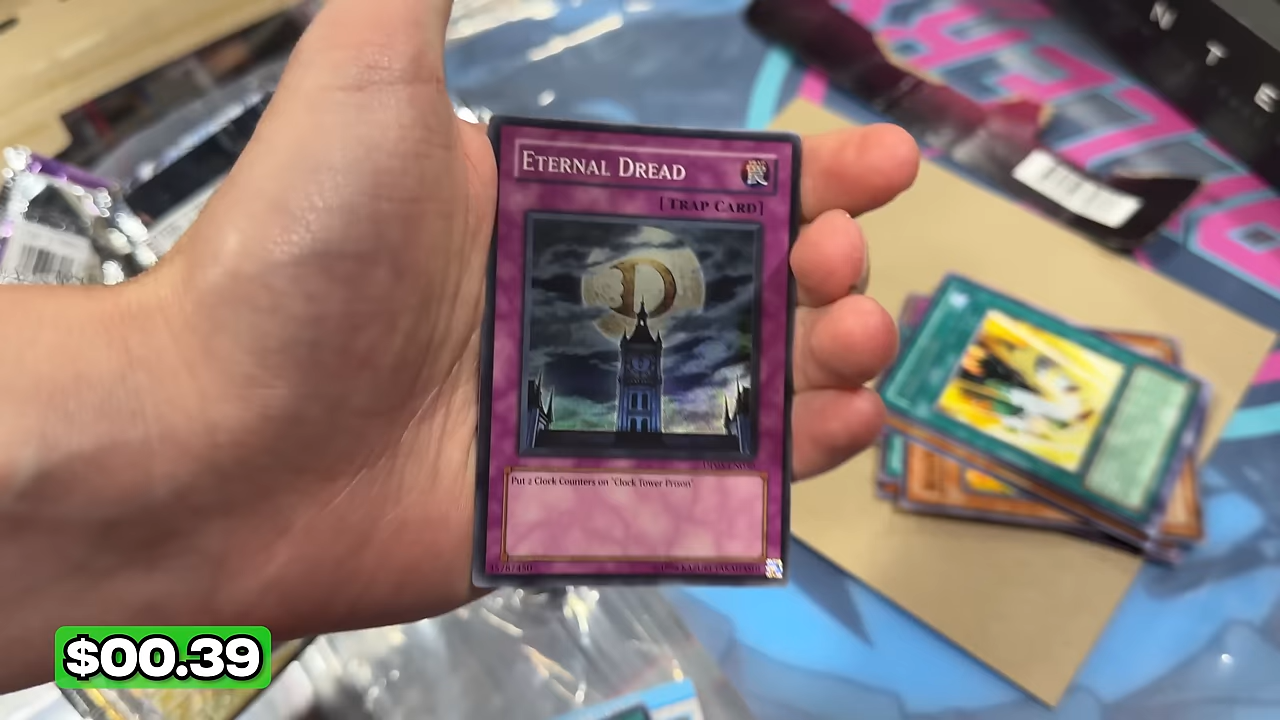 N T E
ETERNAL DREAD
[TRAP CARD]
D
Put 2 Clock Counters on "Clock Tower Prison"
$00.39